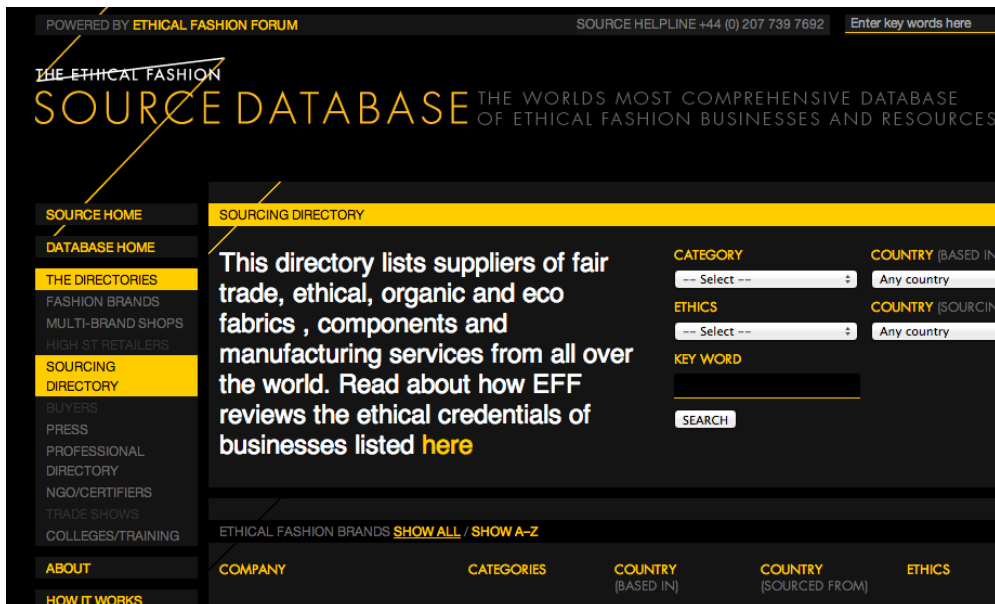 POWERED BY ETHICAL FASHION FORUM
SOURCE HELPLINE +44 (0) 207 739 7692
Enter key words here
THE ETHICAL FASHION
SOURCE DATABASE
THE WORLDS MOST COMPREHENSIVE DATABASE
OF ETHICAL FASHION BUSINESSES AND RESOURCES
SOURCE HOME
DATABASE HOME
THE DIRECTORIES
FASHION BRANDS
MULTI-BRAND SHOPS
HIGH ST RETAILERS
SOURCING
DIRECTORY
BUYERS
PRESS
PROFESSIONAL
DIRECTORY
NGO/CERTIFIERS
TRADE SHOWS
COLLEGES/TRAINING
ABOUT
HOW IT WORKS
SOURCING DIRECTORY
This directory lists suppliers of fair
trade, ethical, organic and eco
fabrics , components and
manufacturing services from all over
the world. Read about how EFF
reviews the ethical credentials of
businesses listed here
CATEGORY
-- Select --
ETHICS
-- Select --
KEY WORD
SEARCH
COUNTRY (BASED IN
Any country
COUNTRY (SOURCIN
Any country
ETHICAL FASHION BRANDS SHOW ALL / SHOW A–Z
COMPANY
CATEGORIES
COUNTRY
(BASED IN)
COUNTRY
(SOURCED FROM)
ETHICS